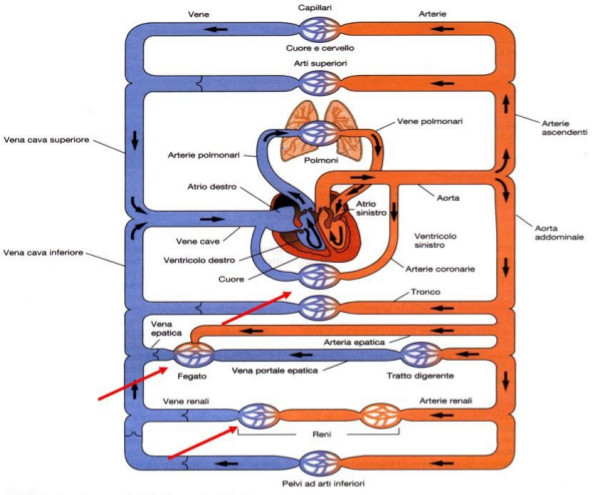 Capillari
Vene
Arterie
Cuore e cervello
Arti superiori
Vene polmonari
Arterie
ascendenti
Vena cava superiore
Arterie polmonari
Polmoni
Atrio destro
Atrio
sinistro
Aorta
Aorta
addominale
Vene cave
Ventricolo
sinistro
Vena cava inferiore
Ventricolo destro
Arterie coronarie
Cuore
Tronco
Vena
epatica
Arteria epatica
Fegato
Vena portale epatica
Tratto digerente
Vene renali
Arterie renali
Reni
Pelvi ad arti inferiori